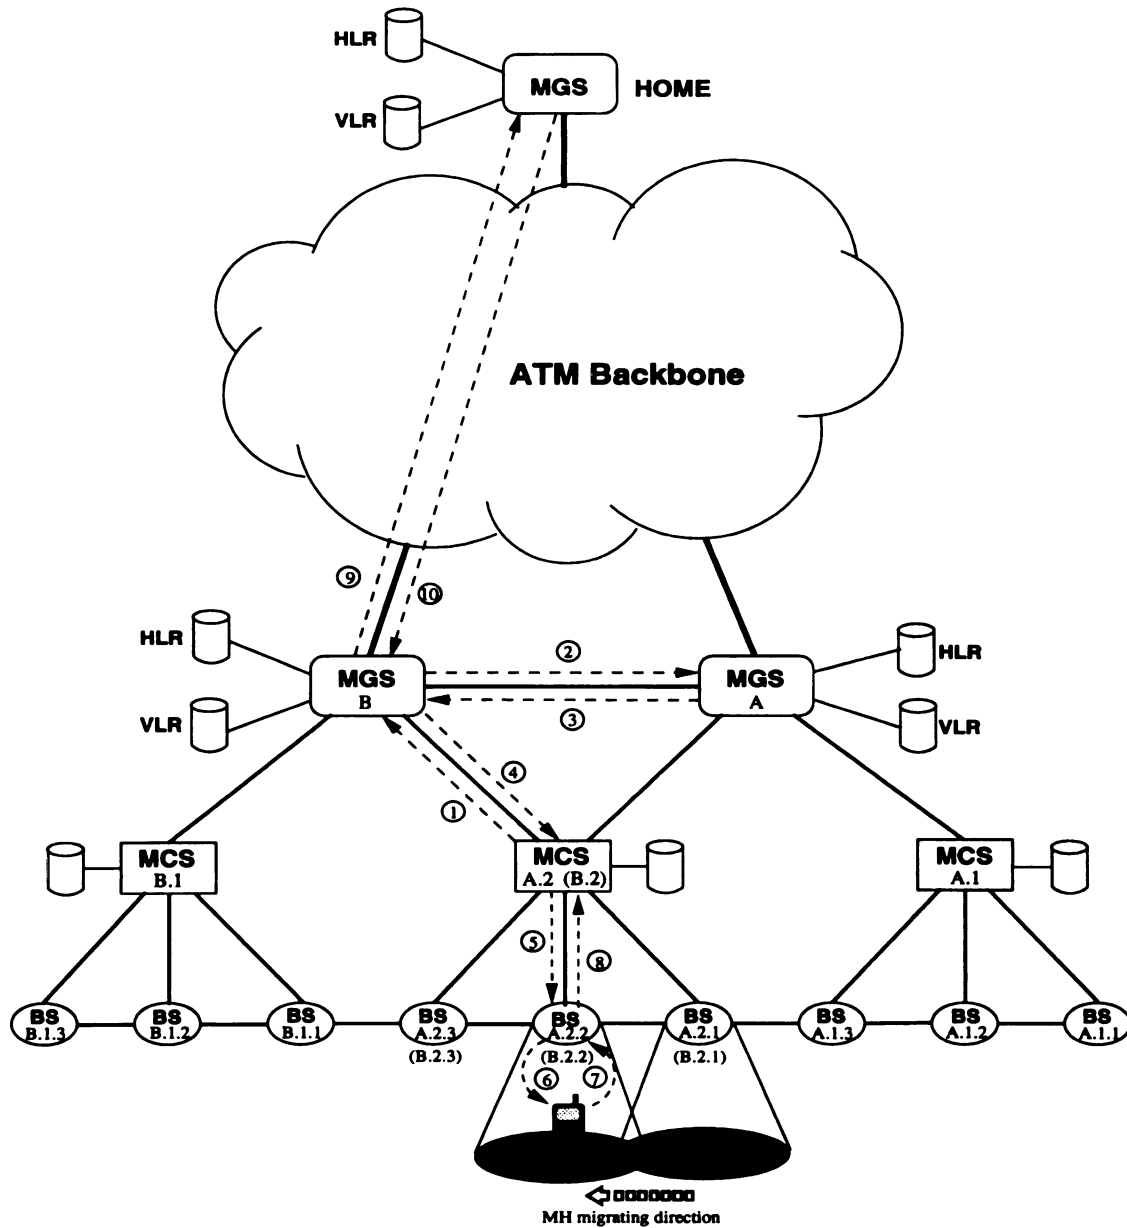 HLR
MGS
HOME
VLR
ATM Backbone
9
10
HLR
MGS
B
VLR
2
3
MGS
A
HLR
VLR
4
1
MCS
B.1
MCS
A.2 (B.2)
MCS
A.1
5
8
BS
B.1.3
BS
B.1.2
BS
B.1.1
BS
A.2.3
(B.2.3)
BS
A.2.2
(B.2.2)
BS
A.2.1
(B.2.1)
BS
A.1.3
BS
A.1.2
BS
A.1.1
6
7
MH migrating direction